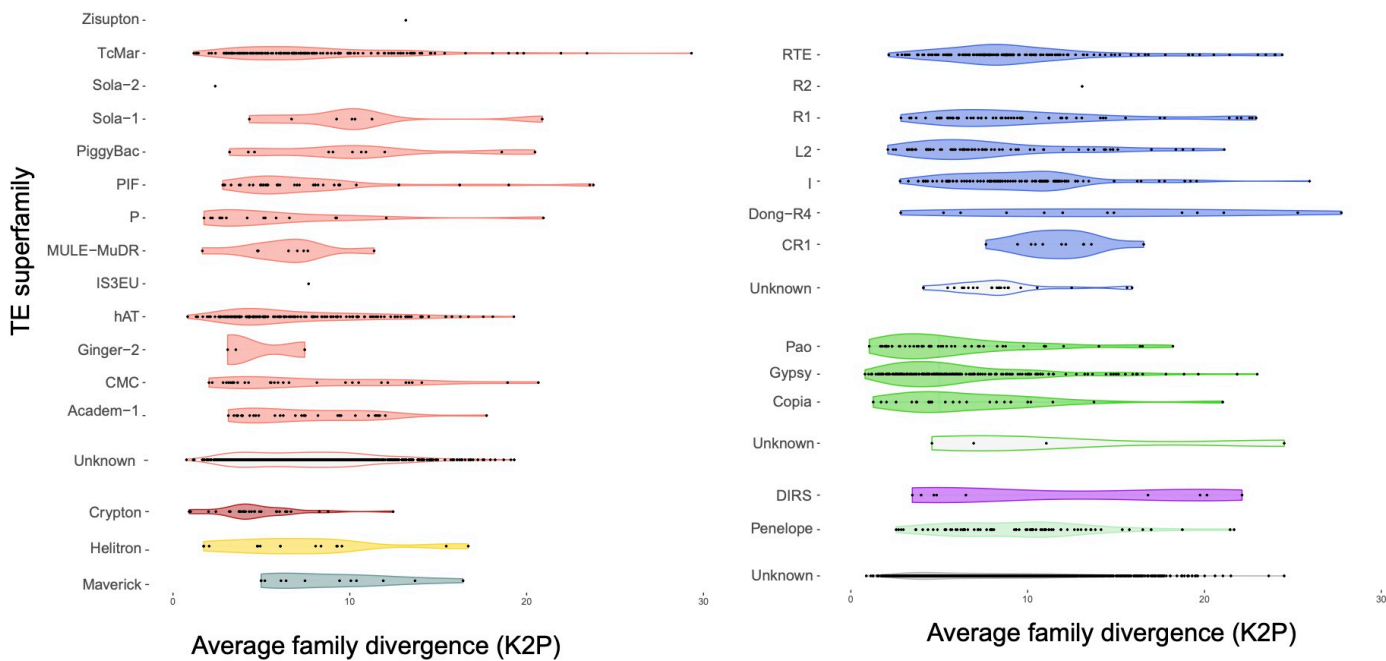 TE superfamily
Zisupton
TcMar
Sola-2
Sola-1
PiggyBac
PIF
P
MULE-MuDR
IS3EU
hAT
Ginger-2
CMC
Academ-1
Unknown
Crypton
Helitron
Maverick
0 10 20 30
Average family divergence (K2P)
RTE
R2
R1
L2
I
Dong-R4
CR1
Unknown
Pao
Gypsy
Copia
Unknown
DIRS
Penelope
Unknown
0 10 20 30
Average family divergence (K2P)